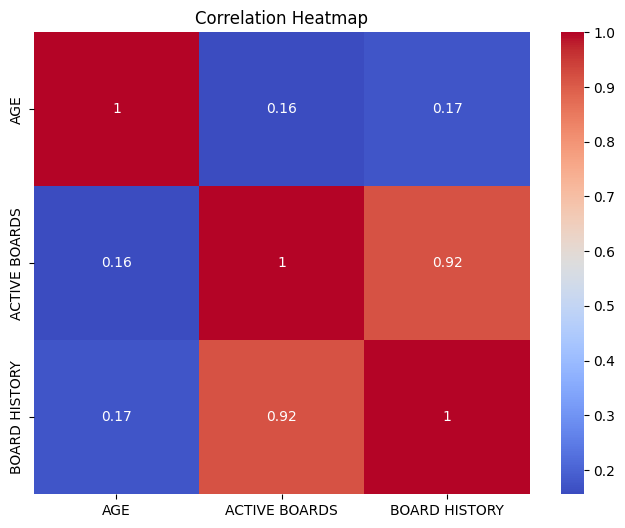 Correlation Heatmap
AGE
1
0.16
0.17
ACTIVE BOARDS
0.16
1
0.92
BOARD HISTORY
0.17
0.92
1
AGE
ACTIVE BOARDS
BOARD HISTORY
1.0
0.9
0.8
0.7
0.6
0.5
0.4
0.3
0.2